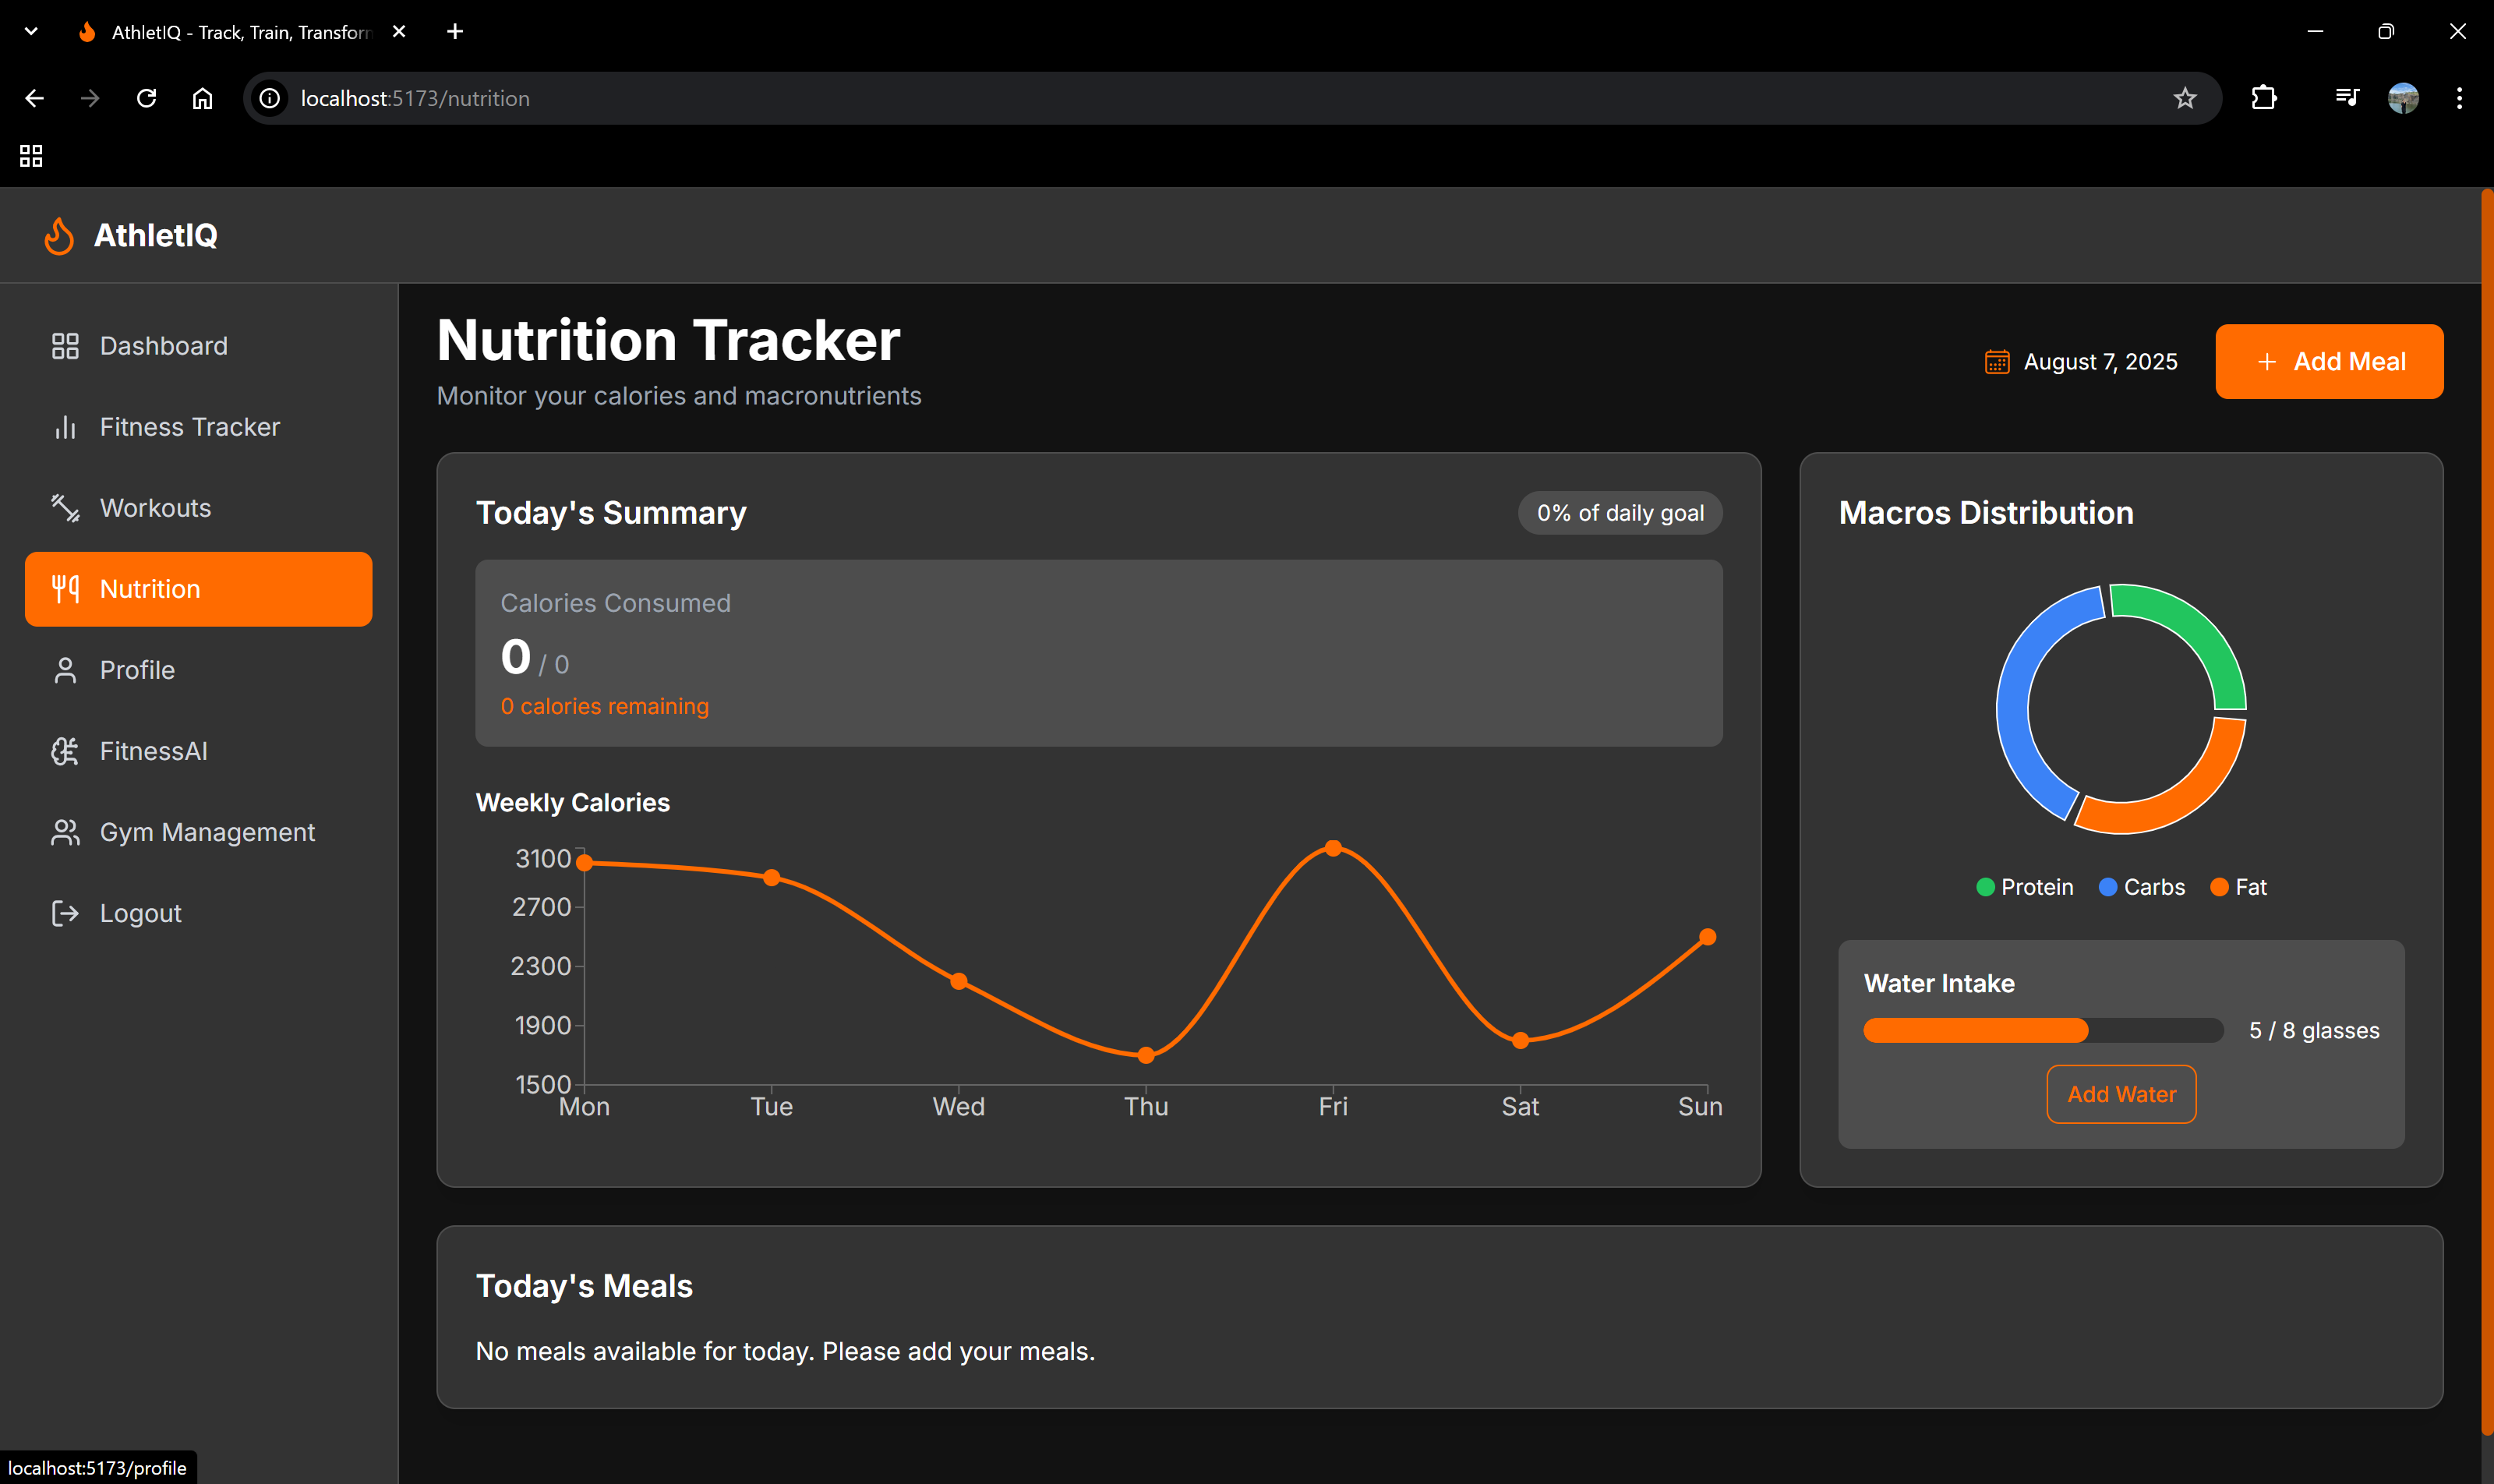 AthletIQ - Track, Train, Transform
localhost:5173/nutrition
AthletIQ
Dashboard
Fitness Tracker
Workouts
Nutrition
Profile
FitnessAI
Gym Management
Logout
Nutrition Tracker
Monitor your calories and macronutrients
August 7, 2025
+ Add Meal
Today's Summary
0% of daily goal
Calories Consumed
0 / 0
0 calories remaining
Weekly Calories
3100
2700
2300
1900
1500
Mon Tue Wed Thu Fri Sat Sun
Macros Distribution
Protein Carbs Fat
Water Intake
5 / 8 glasses
Add Water
Today's Meals
No meals available for today. Please add your meals.
localhost:5173/profile